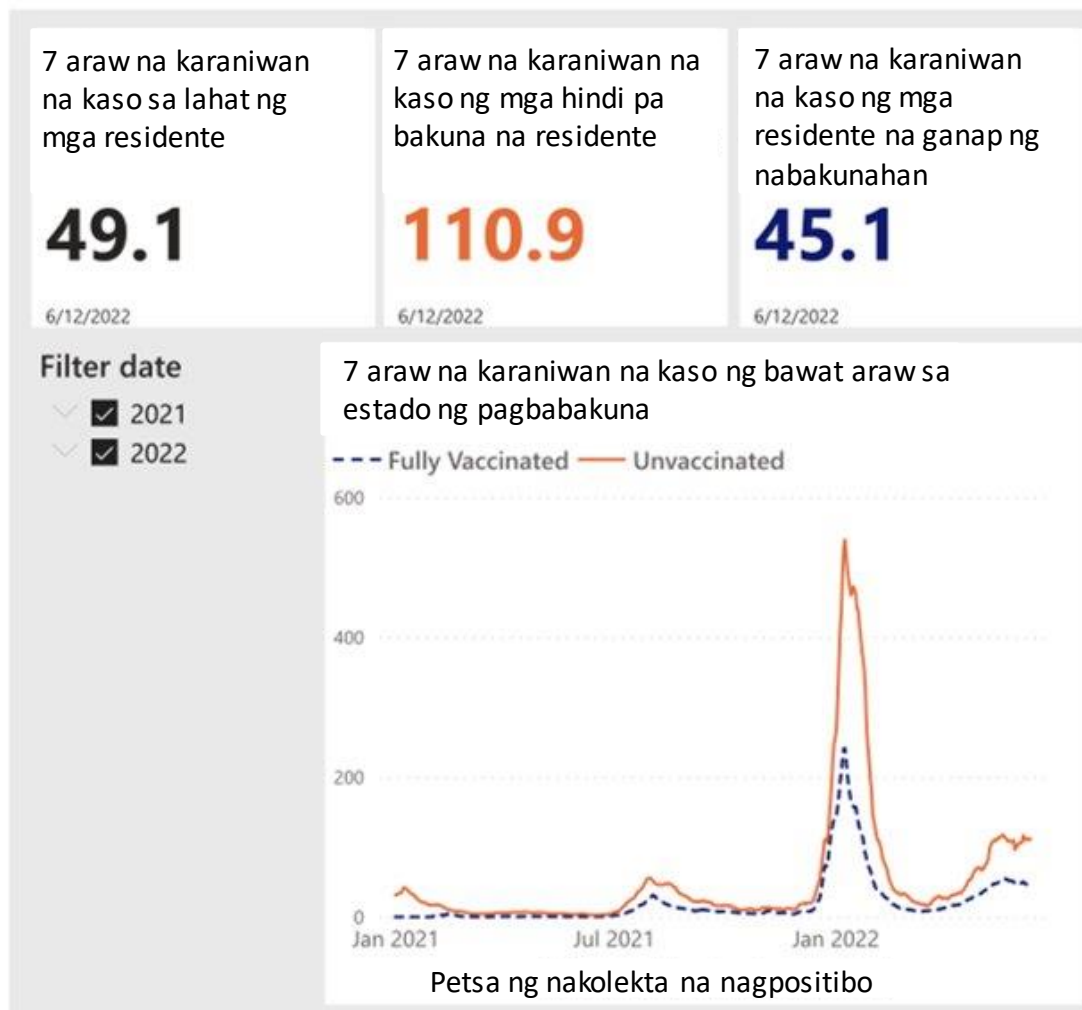 7 araw na karaniwan
na kaso sa lahat ng
mga residente
49.1
6/12/2022
7 araw na karaniwan na
kaso ng mga hindi pa
bakuna na residente
110.9
6/12/2022
7 araw na karaniwan
na kaso ng mga
residente na ganap ng
nabakunahan
45.1
6/12/2022
Filter date
2021
2022
7 araw na karaniwan na kaso ng bawat araw sa
estado ng pagbabakuna
Fully Vaccinated Unvaccinated
600
400
200
0
Jan 2021 Jul 2021 Jan 2022
Petsa ng nakolekta na nagpositibo